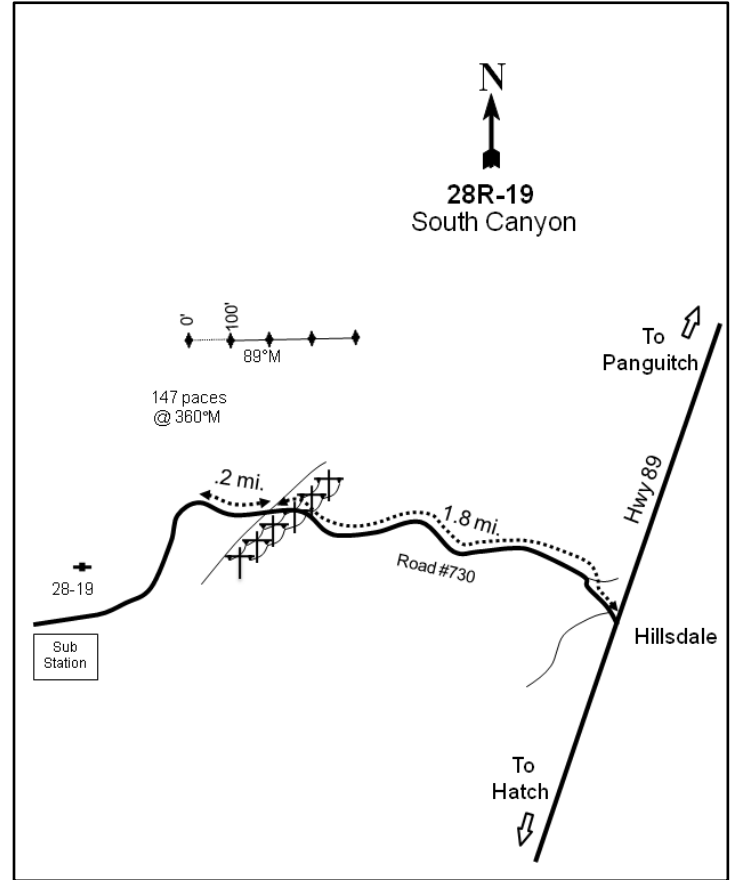 N
28R-19
South Canyon
0'
100'
89°M
147 paces
@ 360°M
To
Panguitch
.2 mi.
1.8 mi.
Hwy 89
Road #730
28-19
Sub
Station
Hillsdale
To
Hatch